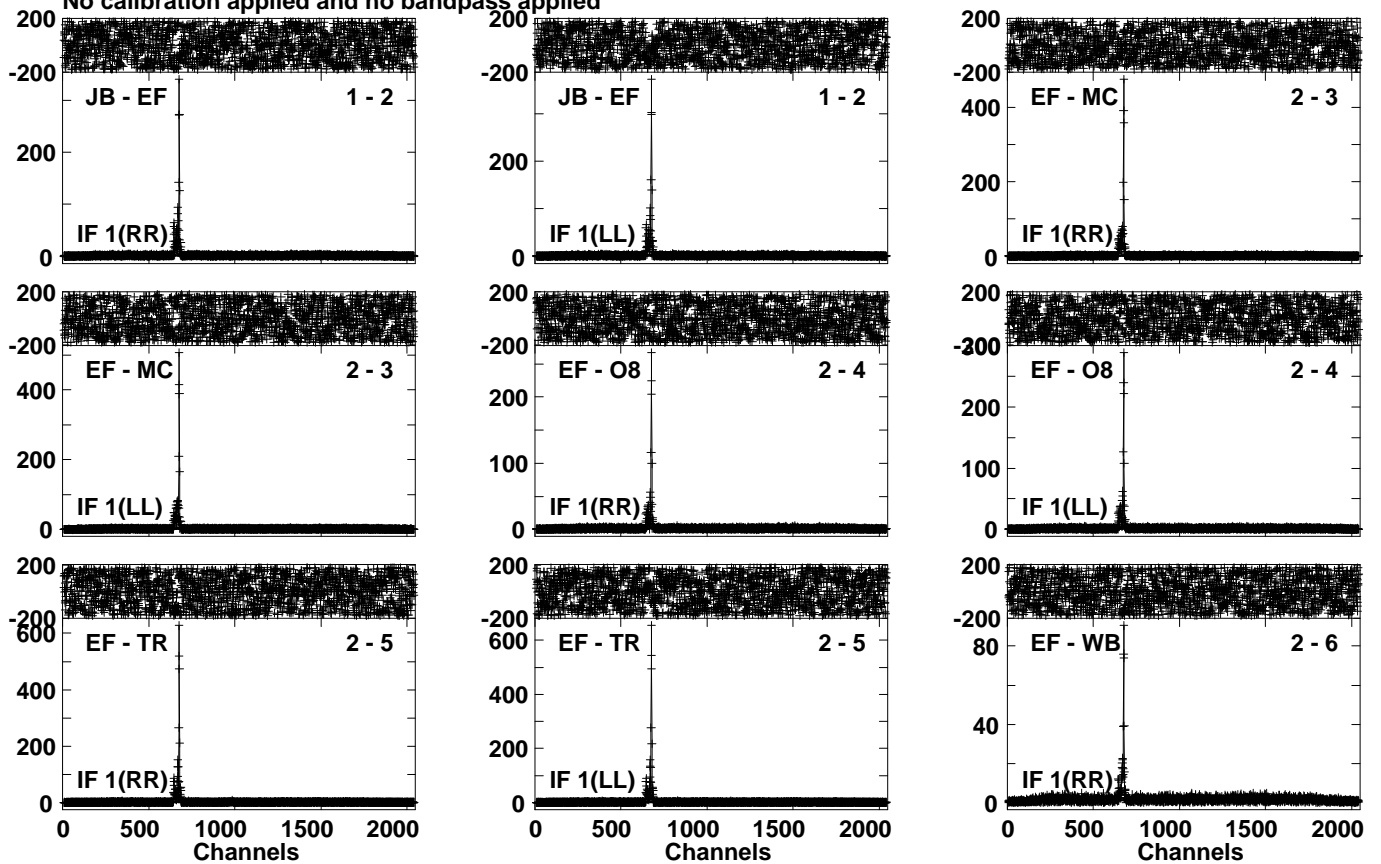 No calibration applied and no bandpass applied
200 200 200
-200 -200 -200
JB - EF 1 - 2 JB - EF 1 - 2 EF - MC 2 - 3
400
200 200 200
IF 1(RR) IF 1(LL) IF 1(RR)
0 0 0
200 200 200
-200 -200 -200
300
EF - MC 2 - 3 EF - O8 2 - 4 EF - O8 2 - 4
400 200 200
200 100 100
IF 1(LL) IF 1(RR) IF 1(LL)
0 0 0
200 200 200
-200 -200 -200
600 EF - TR 2 - 5 600 EF - TR 2 - 5 80 EF - WB 2 - 6
400 400 40
200 200
IF 1(RR) IF 1(LL) IF 1(RR)
0 0 0
0 500 1000 1500 2000 0 500 1000 1500 2000 0 500 1000 1500 2000
Channels Channels Channels